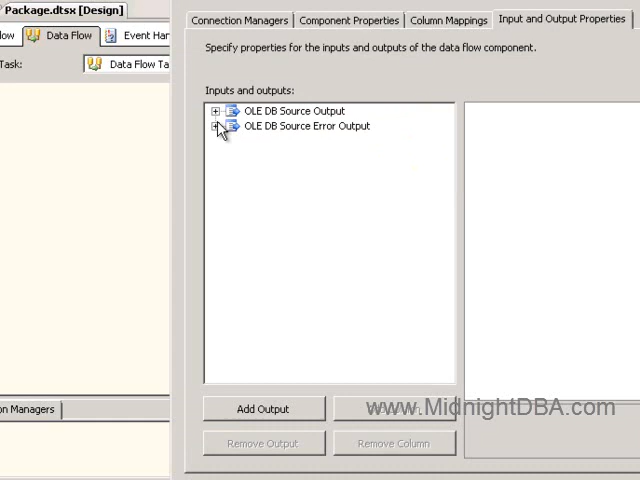 Package.dtsx [Design]
low
Data Flow
Event Har
Task:
Data Flow Ta
on Managers
Connection Managers
Component Properties
Column Mappings
Input and Output Properties
Specify properties for the inputs and outputs of the data flow component.
Inputs and outputs:
OLE DB Source Output
OLE DB Source Error Output
Add Output
www.MidnightDBA.com
Remove Output
Remove Column